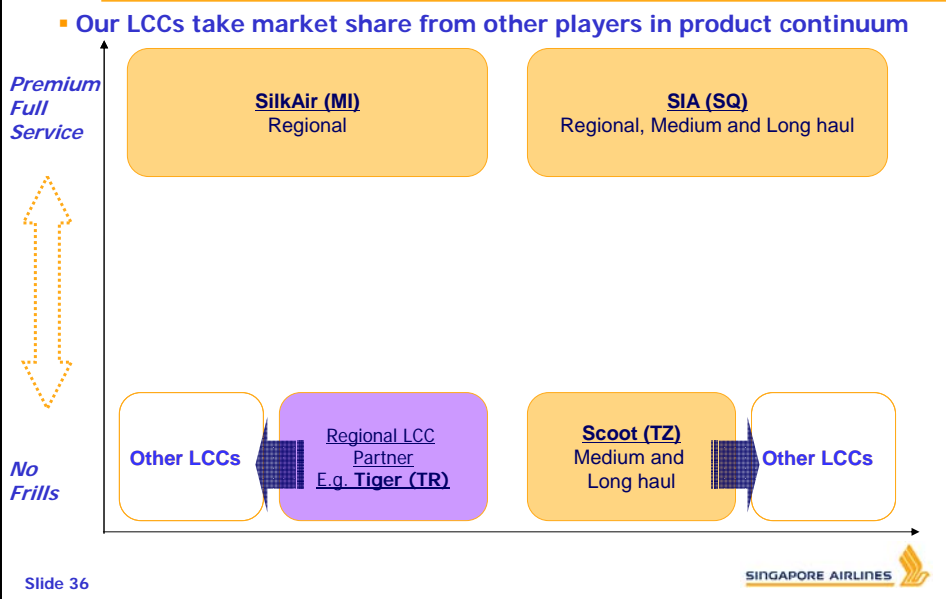 Our LCCs take market share from other players in product continuum
Premium
Full
Service
SilkAir (MI)
Regional
SIA (SQ)
Regional, Medium and Long haul
No
Frills
Other LCCs
Regional LCC
Partner
E.g. Tiger (TR)
Scoot (TZ)
Medium and
Long haul
Other LCCs
Slide 36
SINGAPORE AIRLINES